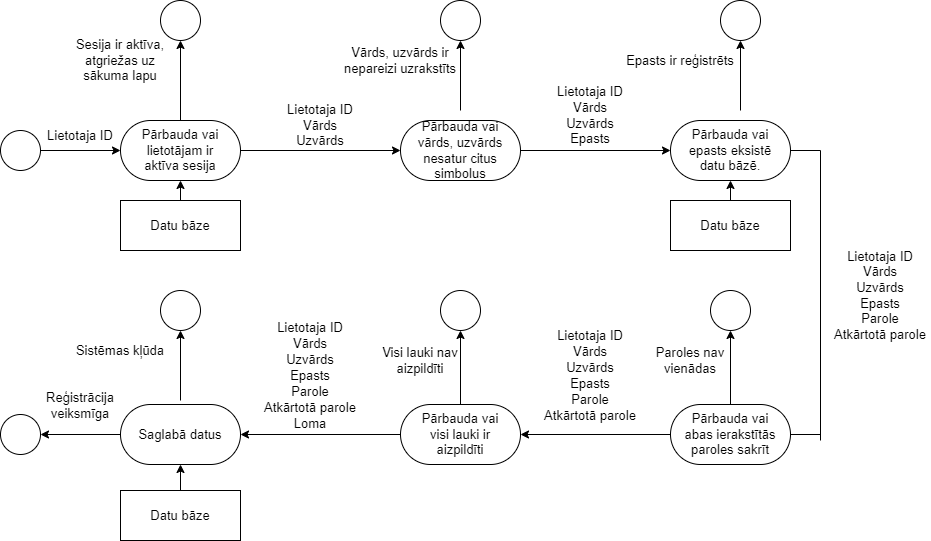 Sesija ir aktīva,
atgriežas uz
sākuma lapu
Vārds, uzvārds ir
nepareizi uzrakstīts
Epasts ir reģistrēts
Lietotaja ID
Pārbauda vai
lietotājam ir
aktīva sesija
Lietotaja ID
Vārds
Uzvārds
Pārbauda vai
vārds, uzvārds
nesatur citus
simbolus
Lietotaja ID
Vārds
Uzvārds
Epasts
Pārbauda vai
epasts eksistē
datu bāzē.
Datu bāze
Datu bāze
Lietotaja ID
Vārds
Uzvārds
Epasts
Parole
Atkārtotā parole
Sistēmas kļūda
Visi lauki nav
aizpildīti
Paroles nav
vienādas
Reģistrācija
veiksmīga
Saglabā datus
Lietotaja ID
Vārds
Uzvārds
Epasts
Parole
Atkārtotā parole
Loma
Pārbauda vai
visi lauki ir
aizpildīti
Lietotaja ID
Vārds
Uzvārds
Epasts
Parole
Atkārtotā parole
Pārbauda vai
abas ierakstītās
paroles sakrīt
Datu bāze